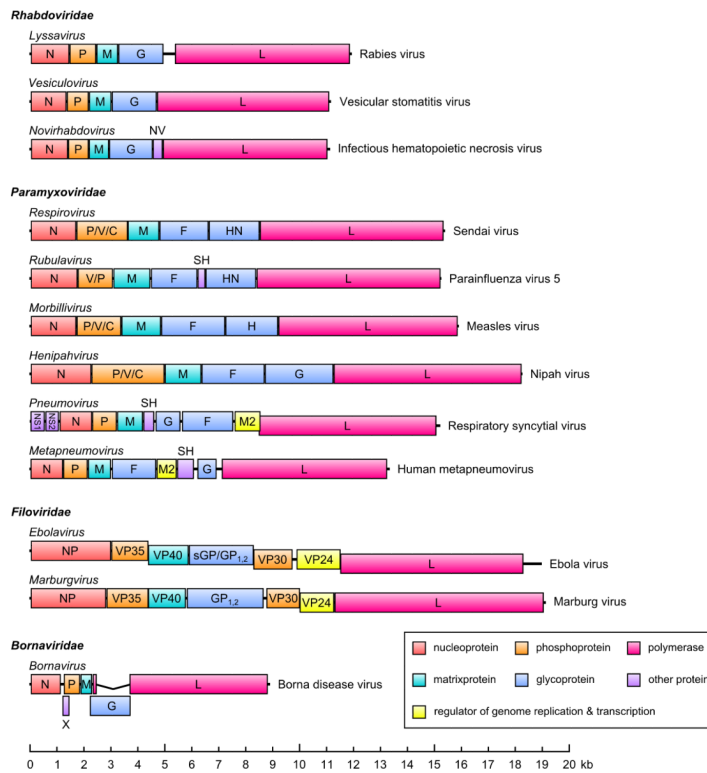 Rhabdoviridae
Lyssavirus
N P M G L Rabies virus
Vesiculovirus
N P M G L Vesicular stomatitis virus
Novirhabdovirus NV
N P M G L Infectious hematopoietic necrosis virus
Paramyxoviridae
Respirovirus
N P/V/C M F HN L Sendai virus
Rubulavirus SH
N V/P M F HN L Parainfluenza virus 5
Morbillivirus
N P/V/C M F H L Measles virus
Henipahvirus
N P/V/C M F G L Nipah virus
Pneumovirus SH
NS1 NS2 N P M G F M2 L Respiratory syncytial virus
Metapneumovirus SH
N P M F M2 G L Human metapneumovirus
Filoviridae
Ebolavirus
NP VP35 VP40 sGP/GP1,2 VP30 VP24 L Ebola virus
Marburgvirus
NP VP35 VP40 GP1,2 VP30 VP24 L Marburg virus
Bornaviridae
Bornavirus
N P M L Borna disease virus
G
X
nucleoprotein phosphoprotein polymerase
matrixprotein glycoprotein other protein
regulator of genome replication & transcription
0 1 2 3 4 5 6 7 8 9 10 11 12 13 14 15 16 17 18 19 20 kb